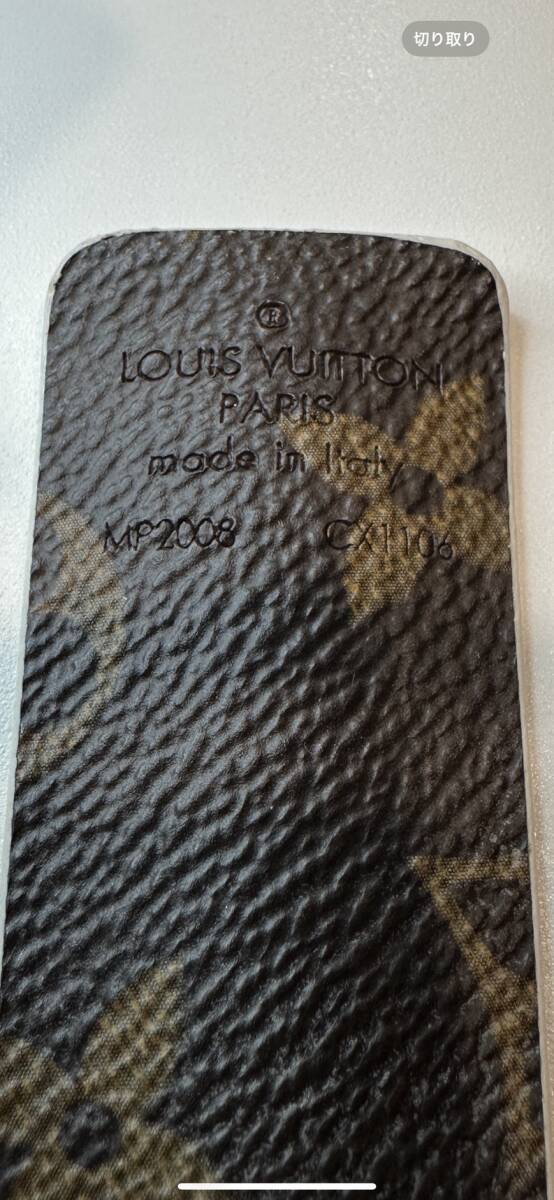 切り取り
®
LOUIS VUITTON
PARIS
made in Italy
MP2008 CX1106